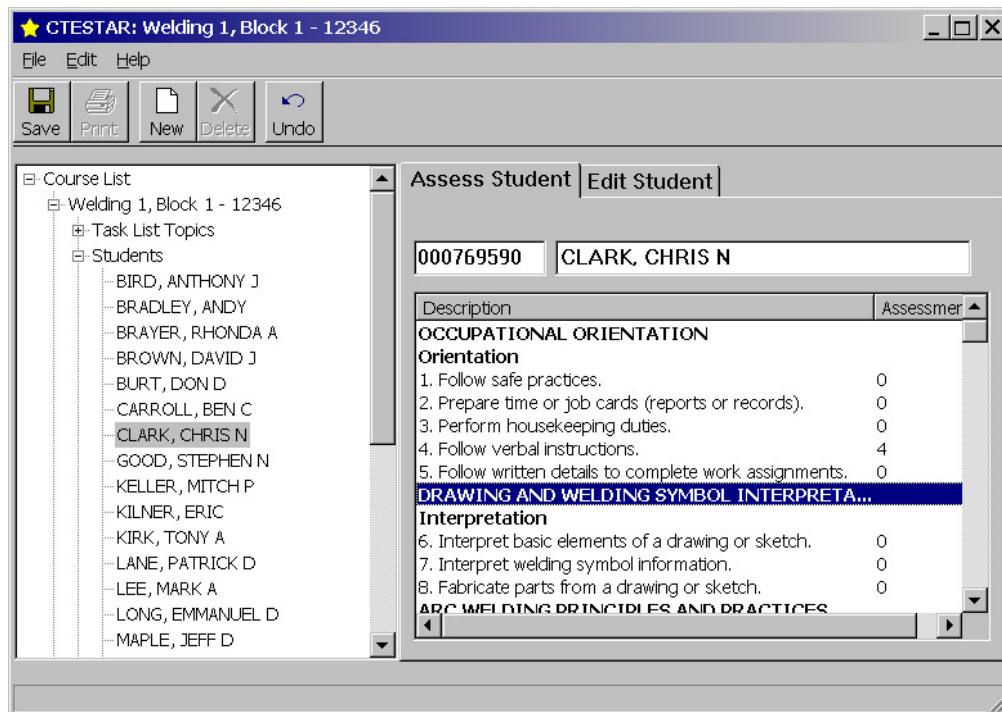 CTESTAR: Welding 1, Block 1 - 12346
File Edit Help
Save Print New Delete Undo
Course List
Welding 1, Block 1 - 12346
Task List Topics
Students
BIRD, ANTHONY J
BRADLEY, ANDY
BRAYER, RHONDA A
BROWN, DAVID J
BURT, DON D
CARROLL, BEN C
CLARK, CHRIS N
GOOD, STEPHEN N
KELLER, MITCH P
KILNER, ERIC
KIRK, TONY A
LANE, PATRICK D
LEE, MARK A
LONG, EMMANUEL D
MAPLE, JEFF D
Assess Student Edit Student
000769590 CLARK, CHRIS N
Description Assessmer
OCCUPATIONAL ORIENTATION
Orientation
1. Follow safe practices. 0
2. Prepare time or job cards (reports or records). 0
3. Perform housekeeping duties. 0
4. Follow verbal instructions. 4
5. Follow written details to complete work assignments. 0
DRAWING AND WELDING SYMBOL INTERPRETA...
Interpretation
6. Interpret basic elements of a drawing or sketch. 0
7. Interpret welding symbol information. 0
8. Fabricate parts from a drawing or sketch. 0
ARC WELDING PRINCIPLES AND PRACTICES